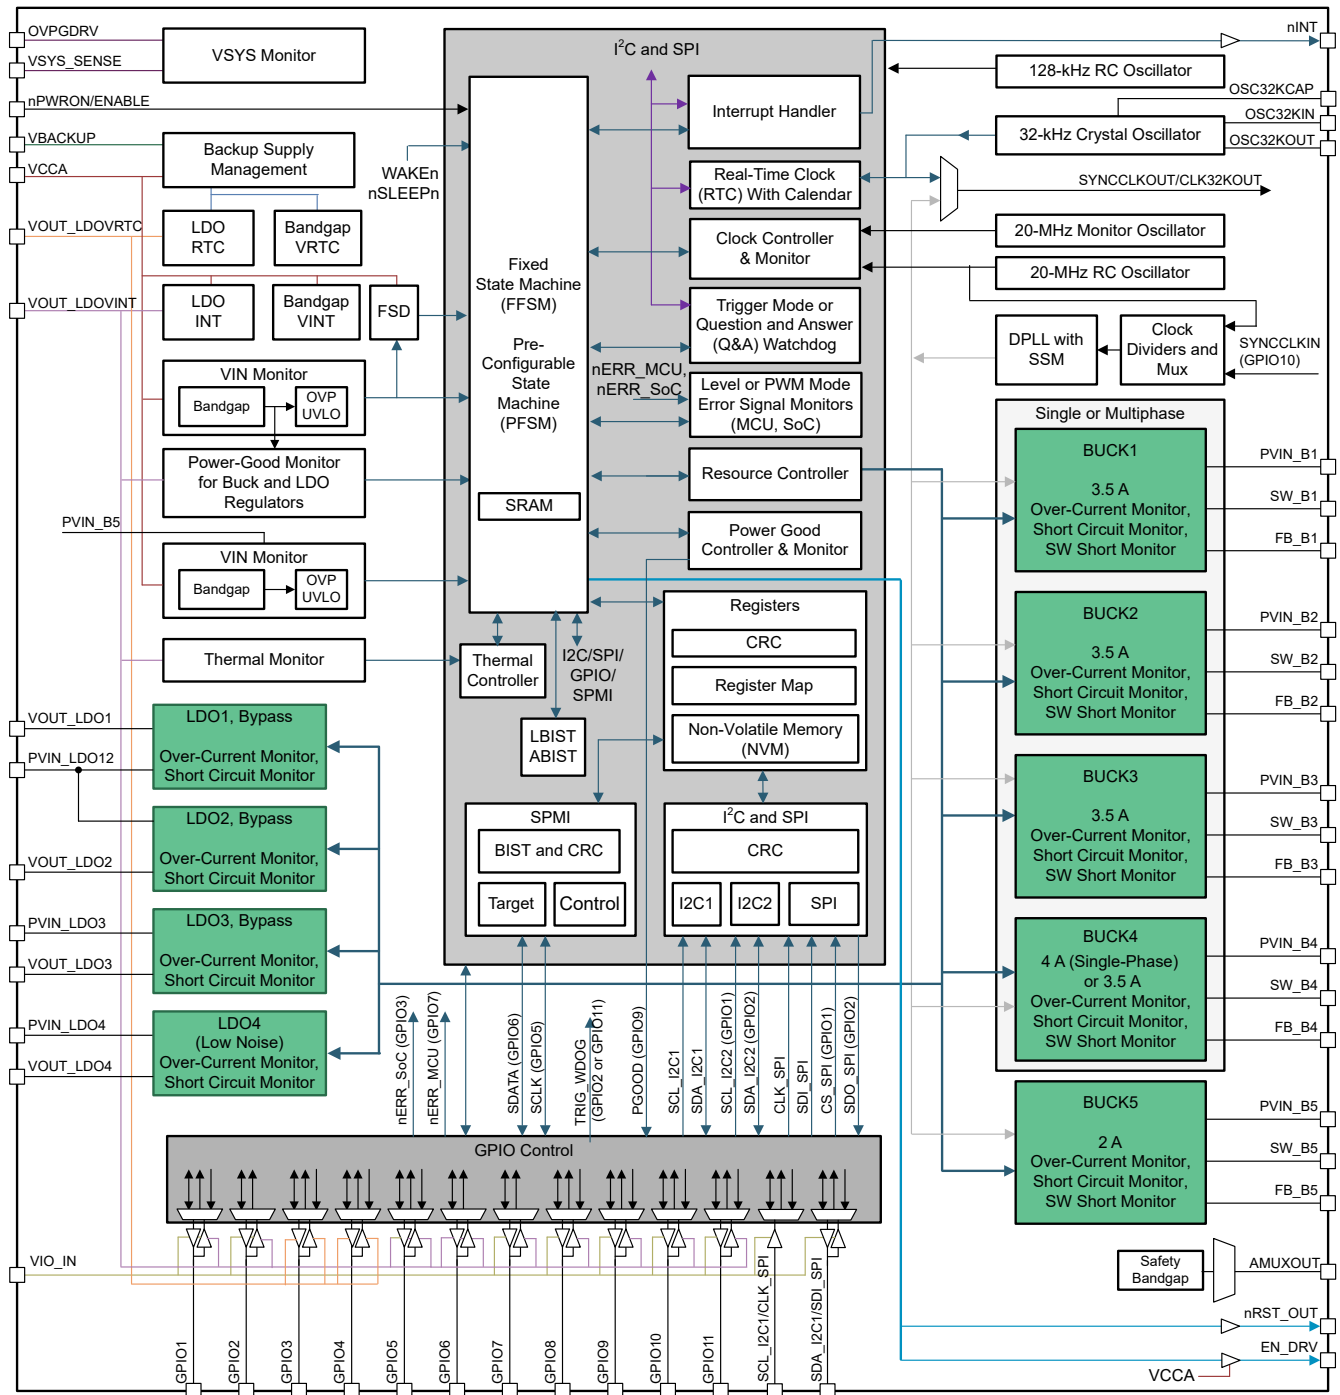 OVPGDRV
VSYS_SENSE
VSYS Monitor
nPWRON/ENABLE
VBACKUP
VCCA
Backup Supply
Management
VOUT_LDOVRTC
LDO
RTC
Bandgap
VRTC
VOUT_LDOVINT
LDO
INT
Bandgap
VINT
FSD
VIN Monitor
Bandgap
OVP
UVLO
Power-Good Monitor
for Buck and LDO
Regulators
PVIN_B5
VIN Monitor
Bandgap
OVP
UVLO
Thermal Monitor
VOUT_LDO1
PVIN_LDO12
LDO1, Bypass
Over-Current Monitor,
Short Circuit Monitor
LDO2, Bypass
Over-Current Monitor,
Short Circuit Monitor
VOUT_LDO2
PVIN_LDO3
LDO3, Bypass
Over-Current Monitor,
Short Circuit Monitor
VOUT_LDO3
PVIN_LDO4
LDO4
(Low Noise)
Over-Current Monitor,
Short Circuit Monitor
VOUT_LDO4
I2C and SPI
WAKEn
nSLEEPn
Fixed
State Machine
(FFSM)
Pre-
Configurable
State
Machine
(PFSM)
SRAM
Interrupt Handler
Real-Time Clock
(RTC) With Calendar
Clock Controller
& Monitor
Trigger Mode or
Question and Answer
(Q&A) Watchdog
nERR_MCU,
nERR_SoC
Level or PWM Mode
Error Signal Monitors
(MCU, SoC)
Resource Controller
Power Good
Controller & Monitor
Thermal
Controller
I2C/SPI/
GPIO/
SPMI
LBIST
ABIST
Registers
CRC
Register Map
Non-Volatile Memory
(NVM)
SPMI
BIST and CRC
Target
Control
I2C and SPI
CRC
I2C1
I2C2
SPI
nINT
128-kHz RC Oscillator
OSC32KCAP
OSC32KIN
OSC32KOUT
32-kHz Crystal Oscillator
SYNCCLKOUT/CLK32KOUT
20-MHz Monitor Oscillator
20-MHz RC Oscillator
DPLL with
SSM
Clock
Dividers and
Mux
SYNCCLKIN
(GPIO10)
Single or Multiphase
BUCK1
3.5 A
Over-Current Monitor,
Short Circuit Monitor,
SW Short Monitor
PVIN_B1
SW_B1
FB_B1
BUCK2
3.5 A
Over-Current Monitor,
Short Circuit Monitor,
SW Short Monitor
PVIN_B2
SW_B2
FB_B2
BUCK3
3.5 A
Over-Current Monitor,
Short Circuit Monitor,
SW Short Monitor
PVIN_B3
SW_B3
FB_B3
BUCK4
4 A (Single-Phase)
or 3.5 A
Over-Current Monitor,
Short Circuit Monitor,
SW Short Monitor
PVIN_B4
SW_B4
FB_B4
BUCK5
2 A
Over-Current Monitor,
Short Circuit Monitor,
SW Short Monitor
PVIN_B5
SW_B5
FB_B5
nERR_SoC (GPIO3)
nERR_MCU (GPIO7)
SDATA (GPIO6)
SCLK (GPIO5)
TRIG_WDOG
(GPIO2 or GPIO11)
PGOOD (GPIO9)
SCL_I2C1
SDA_I2C1
SCL_I2C2 (GPIO1)
SDA_I2C2 (GPIO2)
CLK_SPI
SDI_SPI
CS_SPI (GPIO1)
SDO_SPI (GPIO2)
GPIO Control
VIO_IN
GPIO1
GPIO2
GPIO3
GPIO4
GPIO5
GPIO6
GPIO7
GPIO8
GPIO9
GPIO10
GPIO11
SCL_I2C1/CLK_SPI
SDA_I2C1/SDI_SPI
Safety
Bandgap
AMUXOUT
nRST_OUT
EN_DRV
VCCA